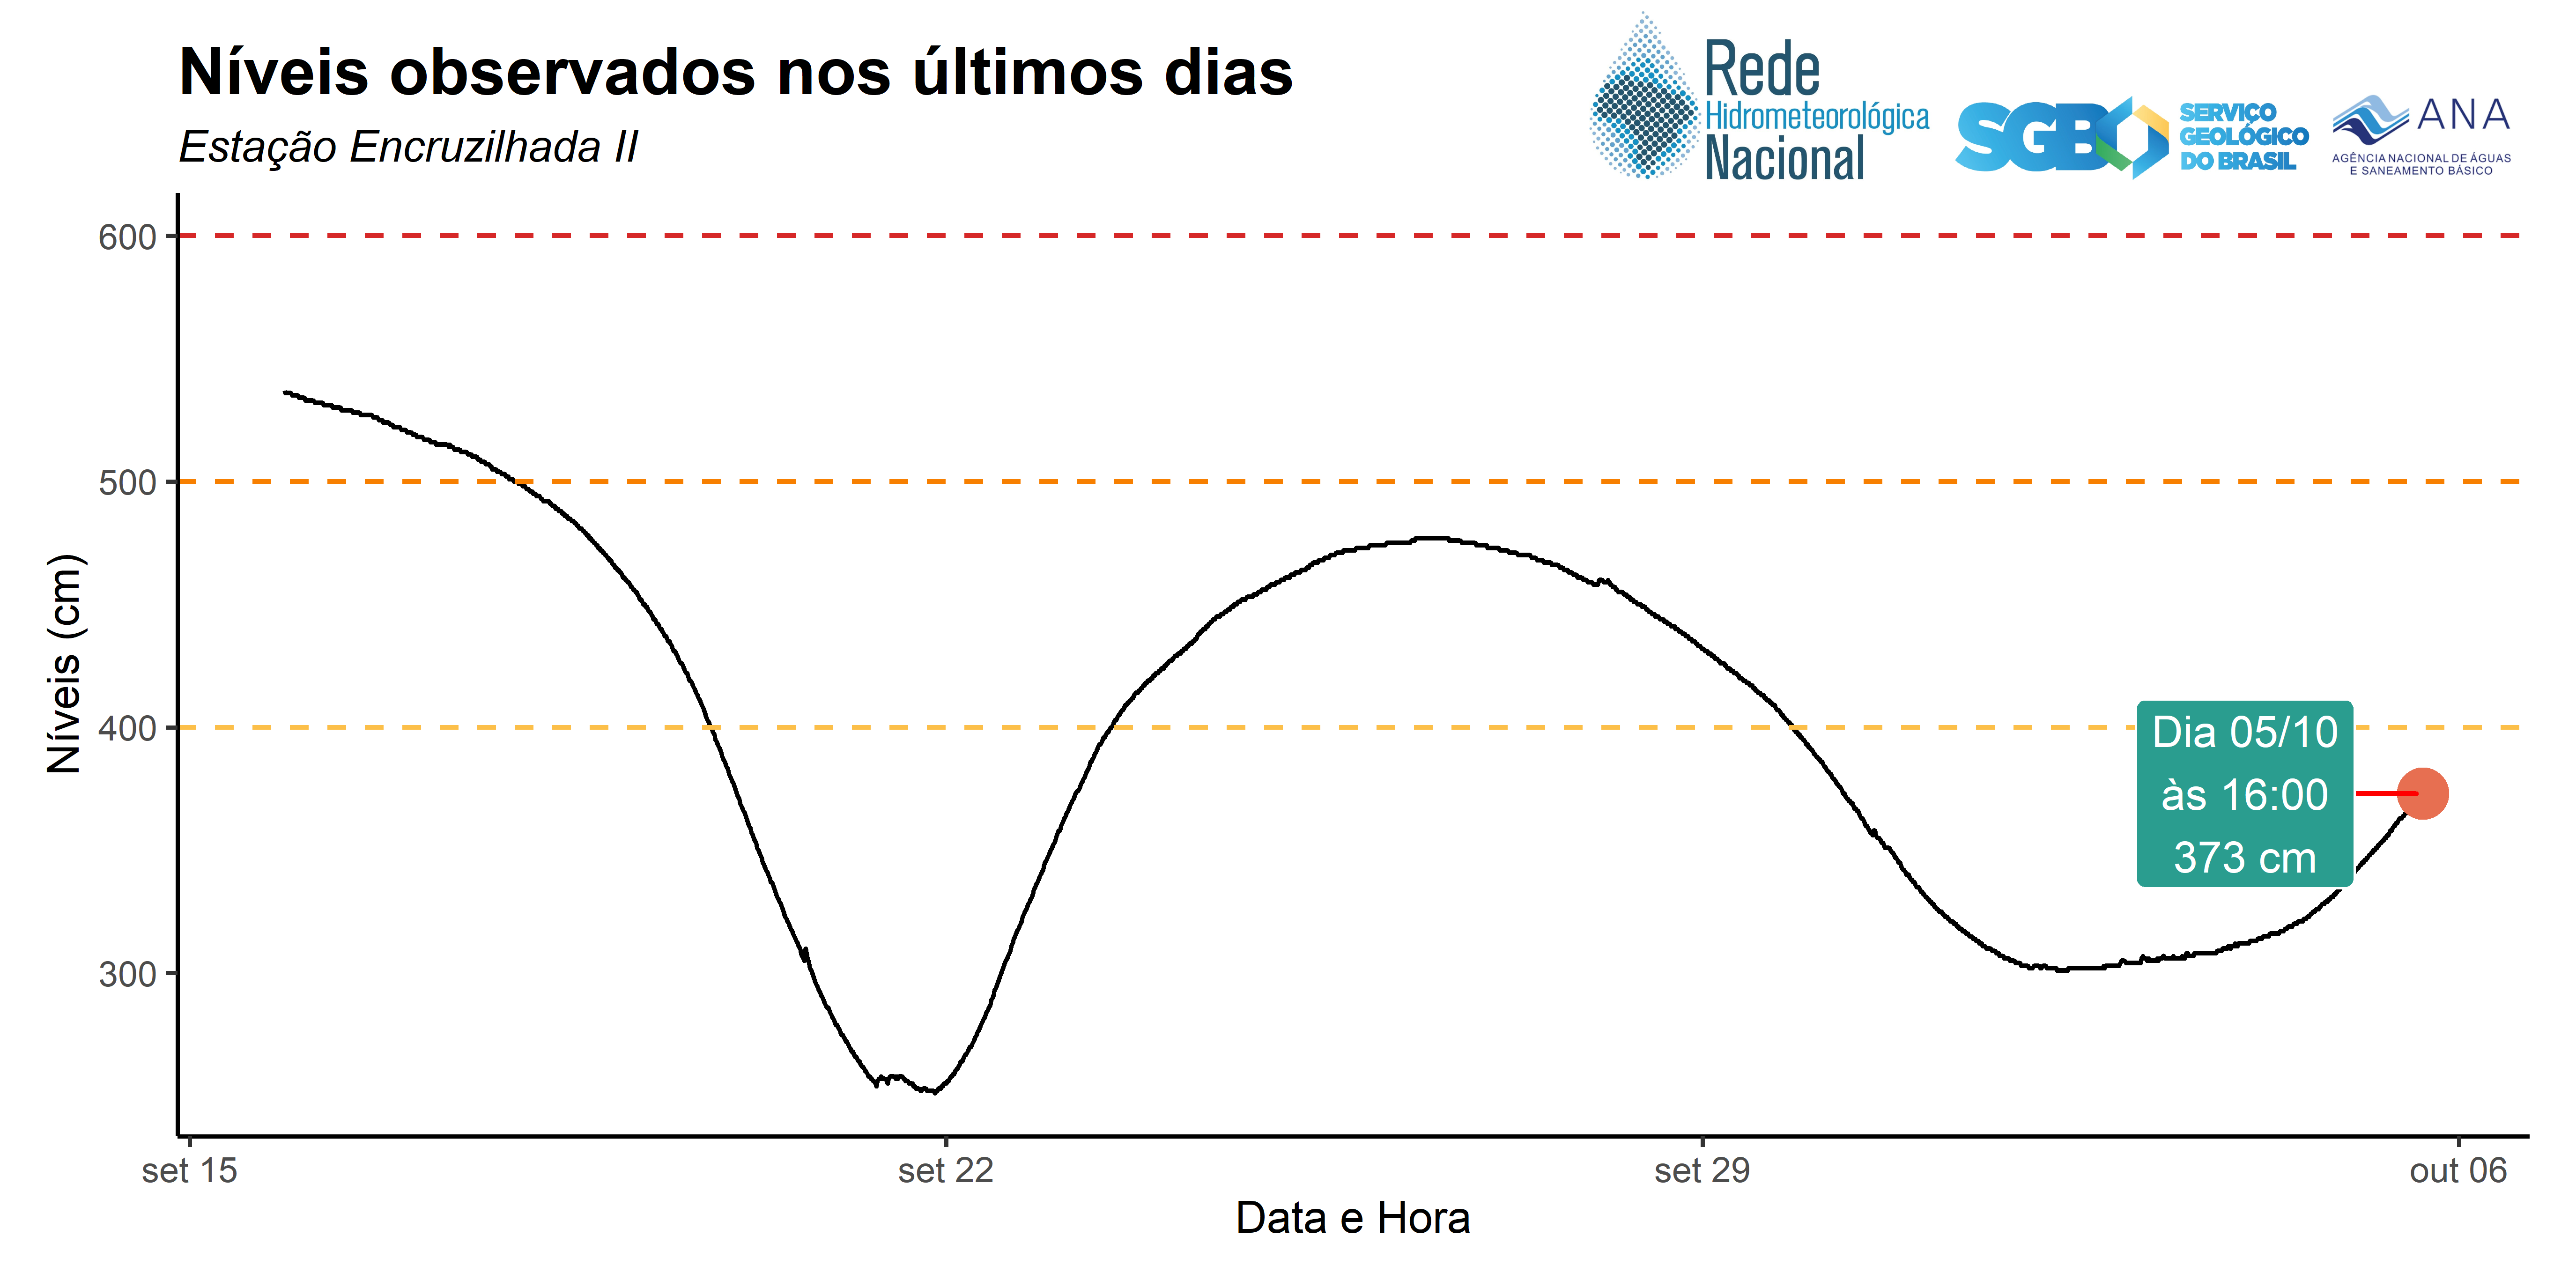 Níveis observados nos últimos dias
Estação Encruzilhada II
Rede
Hidrometeorológica
Nacional
SGB
SERVIÇO
GEOLÓGICO
DO BRASIL
ANA
AGÊNCIA NACIONAL DE ÁGUAS
E SANEAMENTO BÁSICO
Níveis (cm)
600
500
400
300
Dia 05/10
às 16:00
373 cm
set 15
set 22
set 29
out 06
Data e Hora